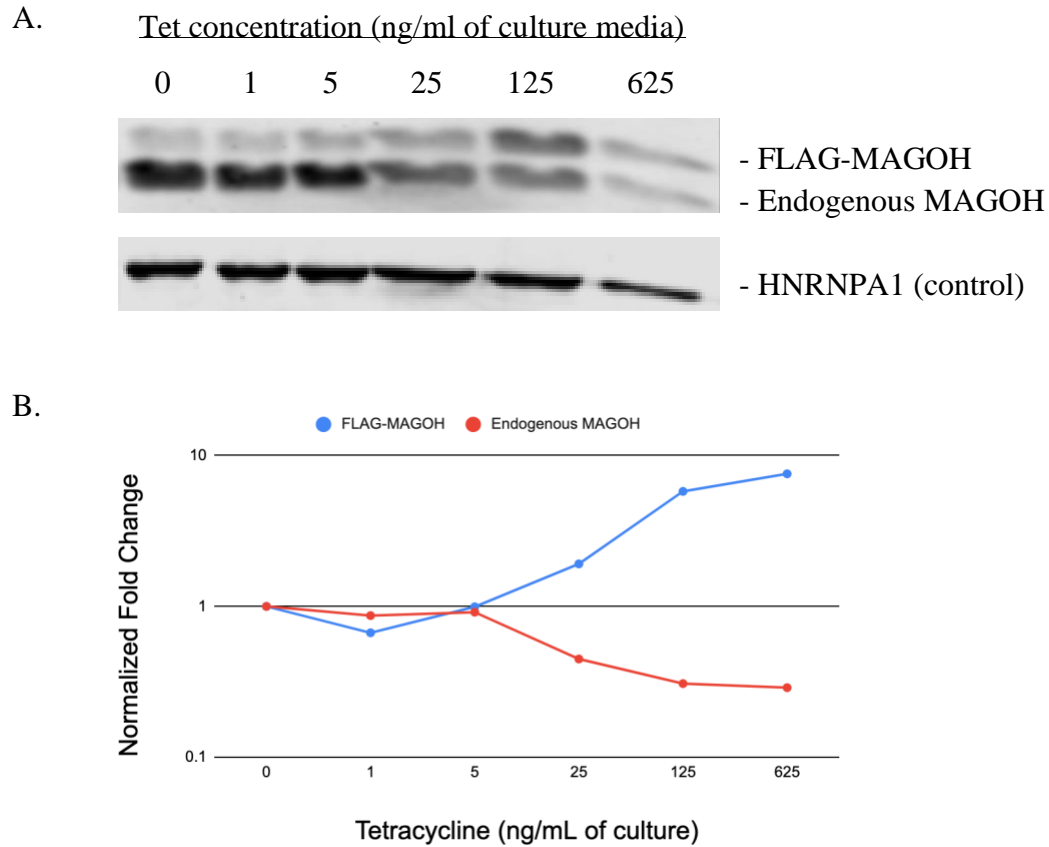 A.
Tet concentration (ng/ml of culture media)
0 1 5 25 125 625
- FLAG-MAGOH
- Endogenous MAGOH
- HNRNPA1 (control)
B.
FLAG-MAGOH Endogenous MAGOH
10
1
0.1
Normalized Fold Change
0 1 5 25 125 625
Tetracycline (ng/mL of culture)